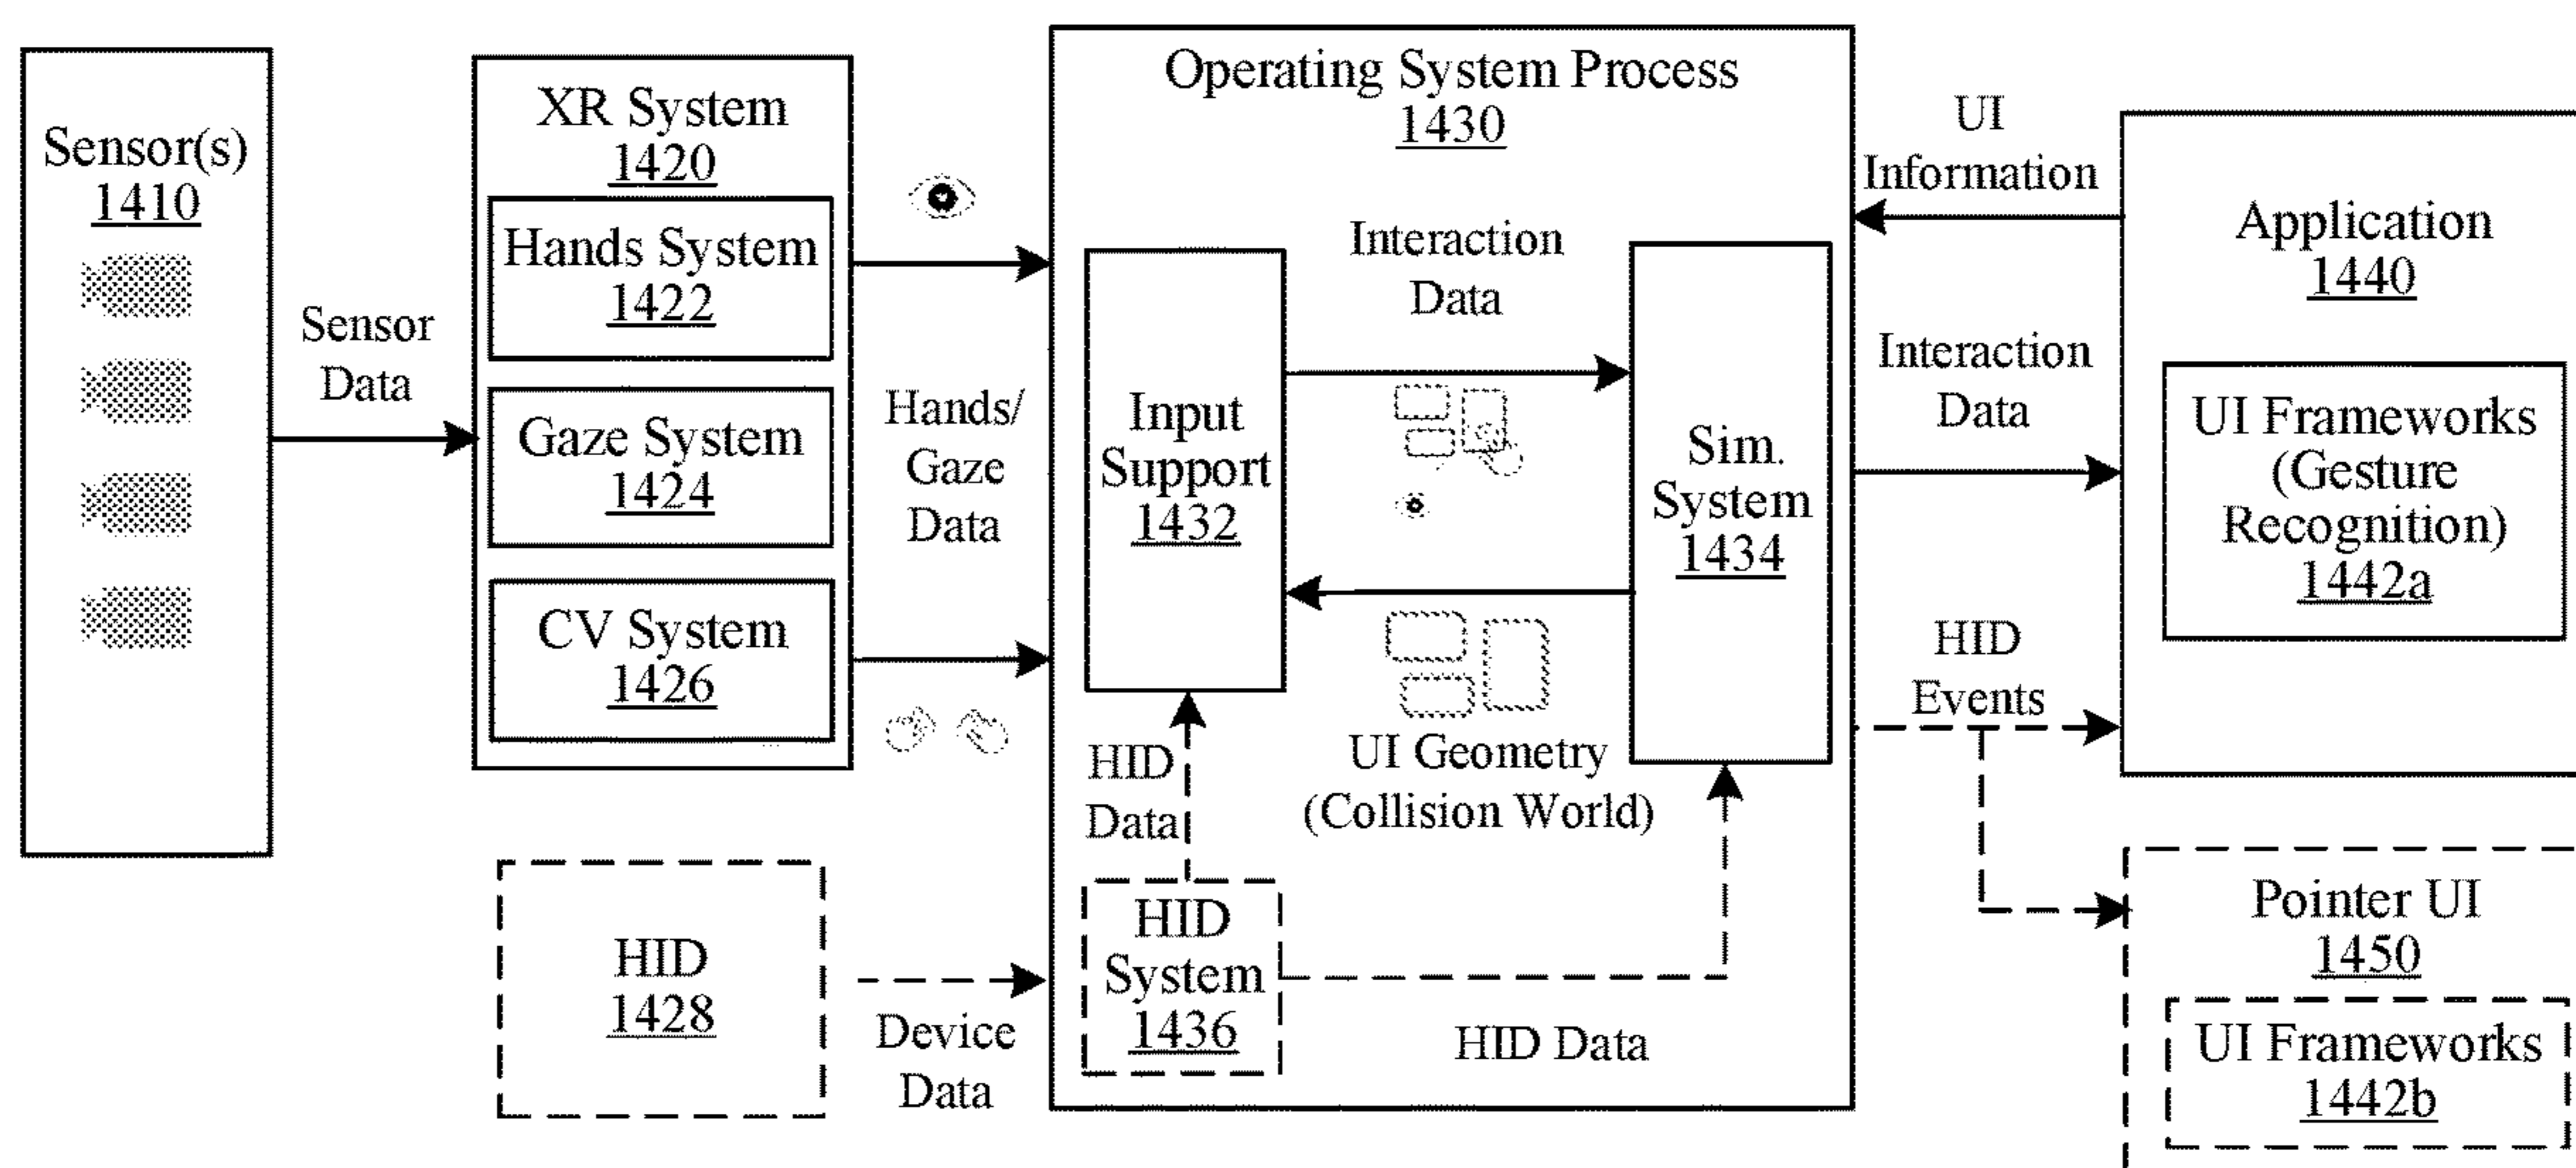 Sensor(s)
1410
Sensor
Data
XR System
1420
Hands System
1422
Gaze System
1424
CV System
1426
Hands/
Gaze
Data
HID
1428
Device
Data
Operating System Process
1430
Input
Support
1432
Interaction
Data
Sim.
System
1434
UI Geometry
(Collision World)
HID
Data
HID
System
1436
HID Data
UI
Information
Interaction
Data
HID
Events
Application
1440
UI Frameworks
(Gesture
Recognition)
1442a
Pointer UI
1450
UI Frameworks
1442b